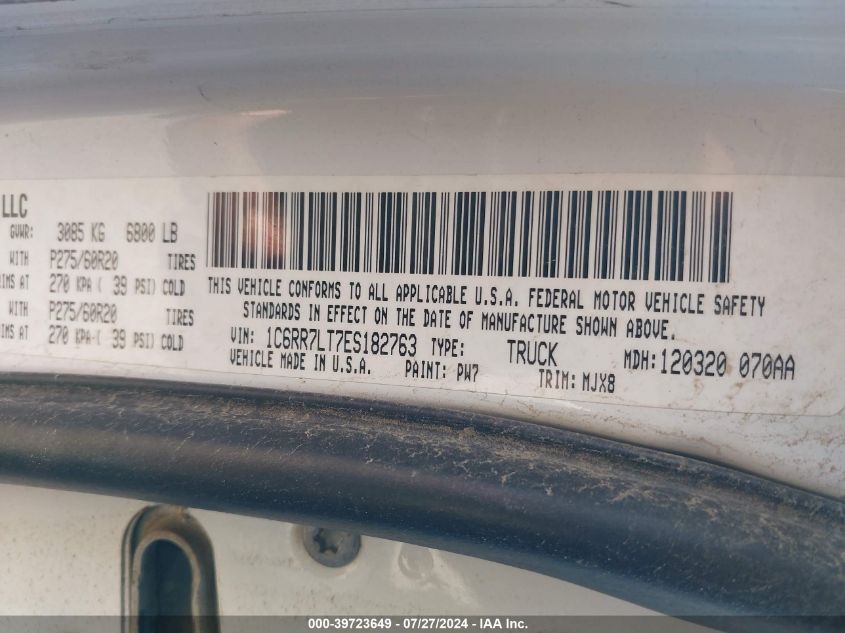 LLC
GVWR: 3085 KG 6800 LB
WITH P275/60R20 TIRES
IMS AT 270 KPA ( 39 PSI) COLD
WITH P275/60R20 TIRES
IMS AT 270 KPA-( 39 PSI) COLD
THIS VEHICLE CONFORMS TO ALL APPLICABLE U.S.A. FEDERAL MOTOR VEHICLE SAFETY
STANDARDS IN EFFECT ON THE DATE OF MANUFACTURE SHOWN ABOVE.
VIN: 1C6RR7LT7ES182763 TYPE: TRUCK MDH: 120320 070AA
VEHICLE MADE IN U.S.A. PAINT: PW7 TRIM: MJX8
000-39723649 - 07/27/2024 - IAA Inc.